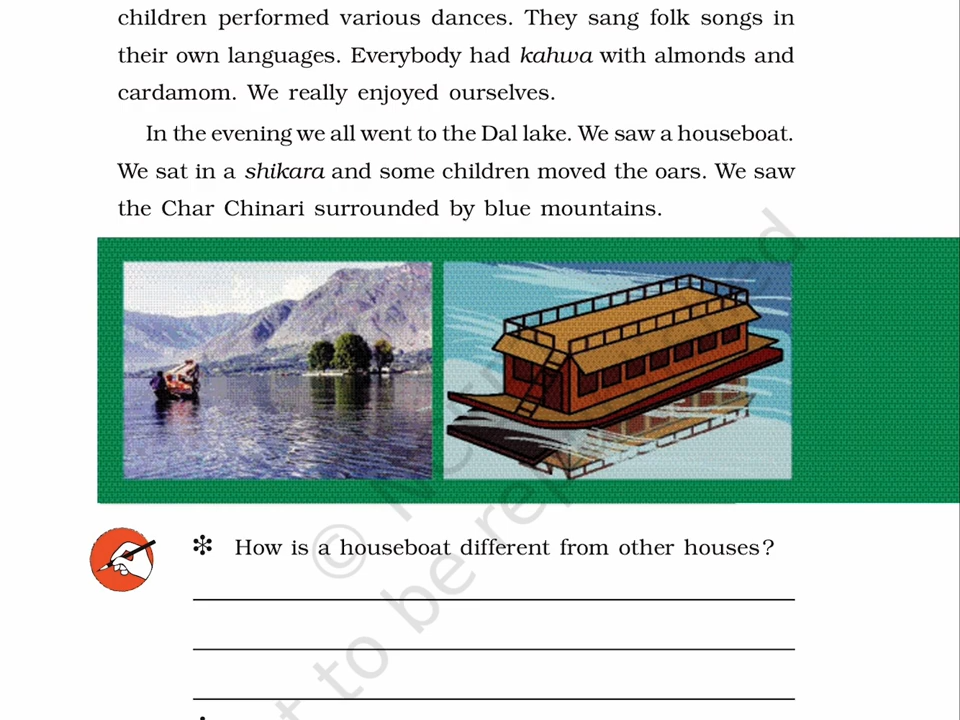 children performed various dances. They sang folk songs in
their own languages. Everybody had kahwa with almonds and
cardamom. We really enjoyed ourselves.
In the evening we all went to the Dal lake. We saw a houseboat.
We sat in a shikara and some children moved the oars. We saw
the Char Chinari surrounded by blue mountains.
How is a houseboat different from other houses?